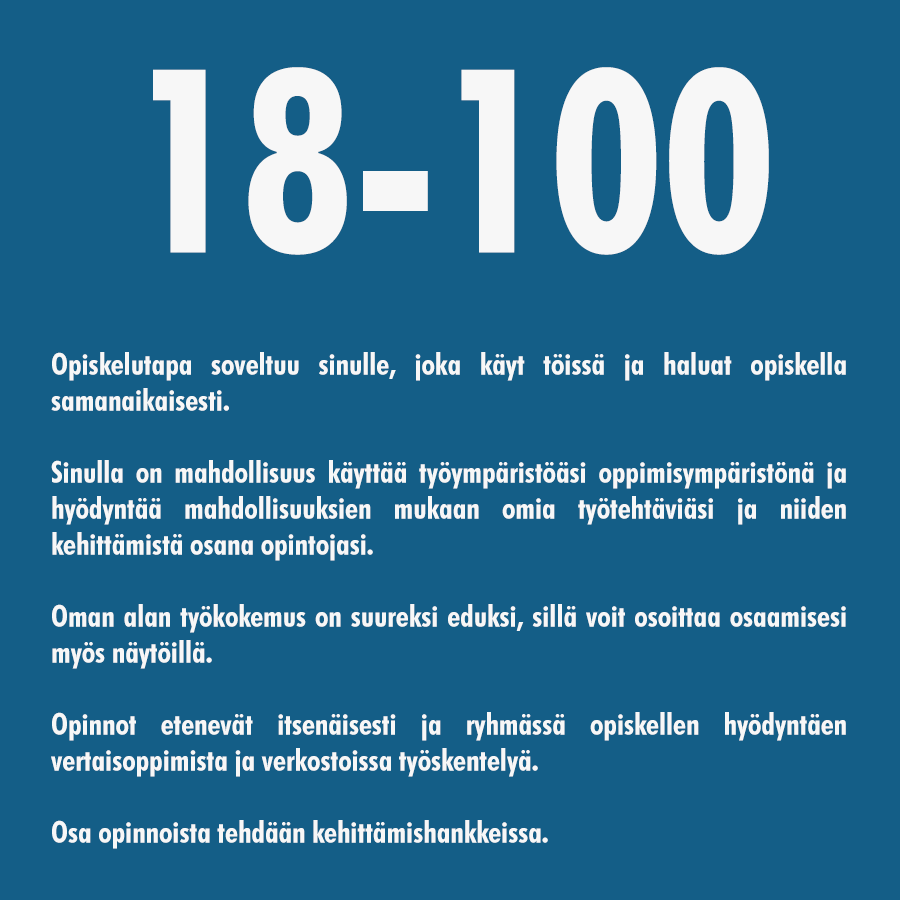 18-100
Opiskelutapa soveltuu sinulle, joka käyt töissä ja haluat opiskella
samanaikaisesti.
Sinulla on mahdollisuus käyttää työympäristöäsi oppimisympäristönä ja
hyödyntää mahdollisuuksien mukaan omia työtehtäviäsi ja niiden
kehittämistä osana opintojasi.
Oman alan työkokemus on suureksi eduksi, sillä voit osoittaa osaamisesi
myös näytöillä.
Opinnot etenevät itsenäisesti ja ryhmässä opiskellen hyödyntäen
vertaisoppimista ja verkostoissa työskentelyä.
Osa opinnoista tehdään kehittämishankkeissa.